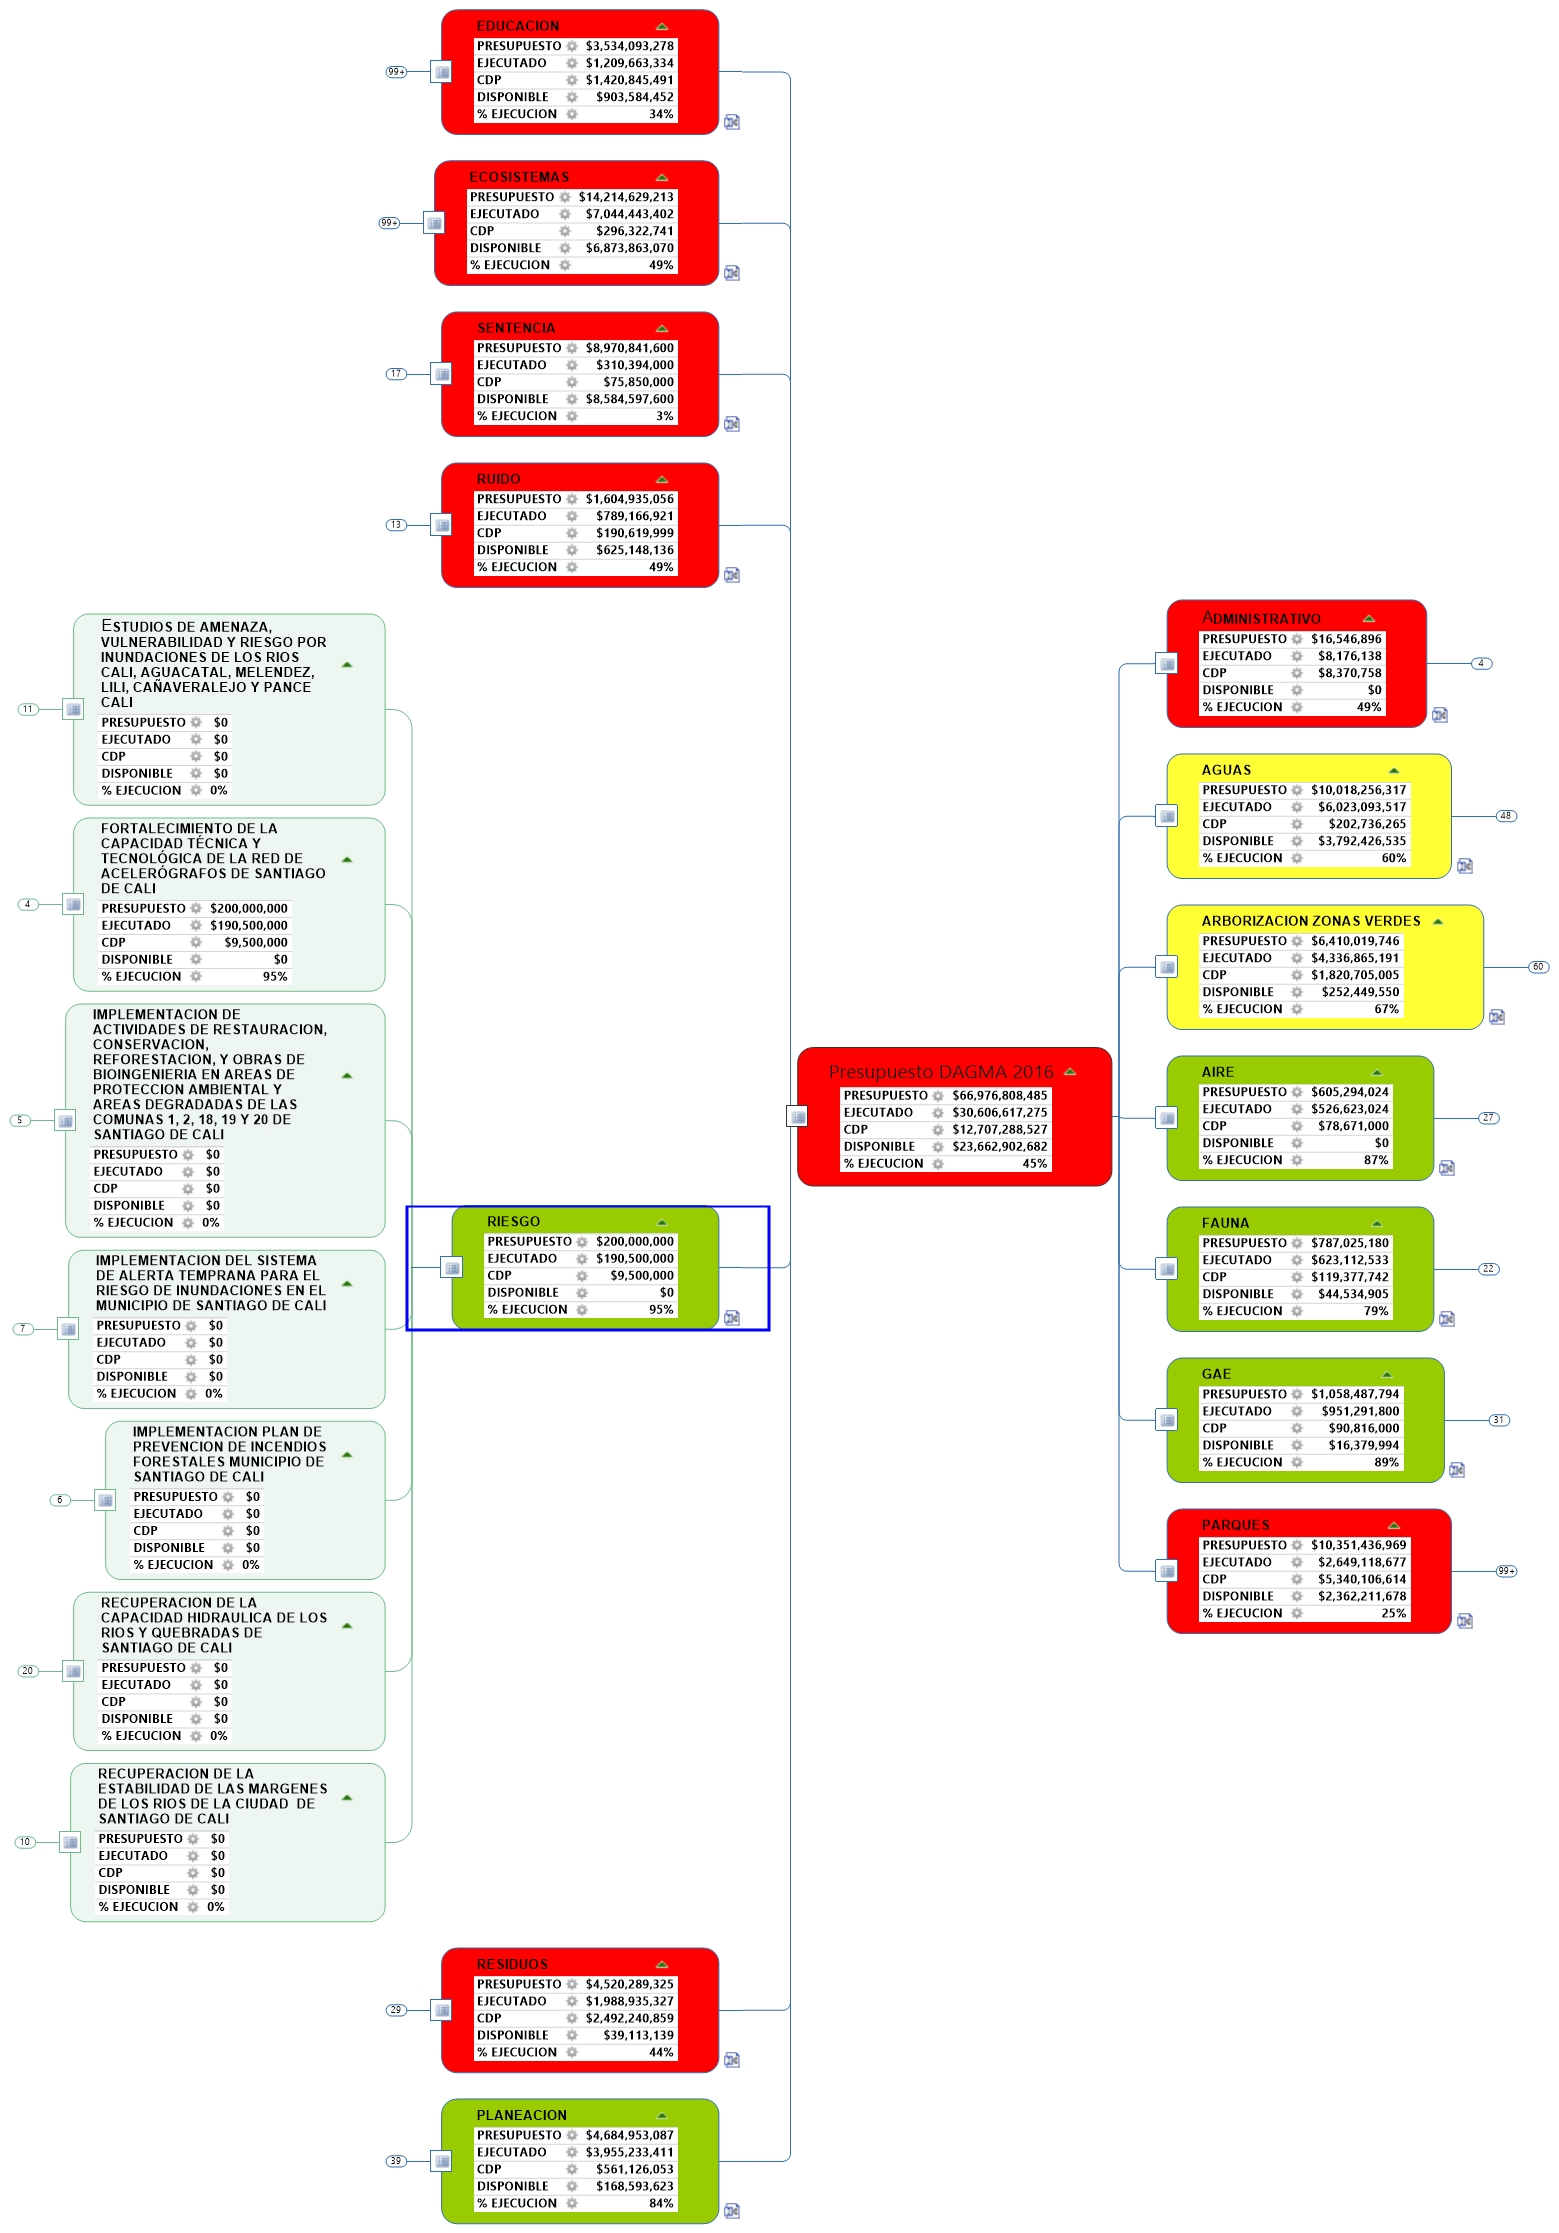 EDUCACION
PRESUPUESTO $3,534,093,278
EJECUTADO $1,209,663,334
CDP $1,420,845,491
DISPONIBLE $903,584,452
% EJECUCION 34%
99+
ECOSISTEMAS
PRESUPUESTO $14,214,629,213
EJECUTADO $7,044,443,402
CDP $296,322,741
DISPONIBLE $6,873,863,070
% EJECUCION 49%
99+
SENTENCIA
PRESUPUESTO $8,970,841,600
EJECUTADO $310,394,000
CDP $75,850,000
DISPONIBLE $8,584,597,600
% EJECUCION 3%
17
RUIDO
PRESUPUESTO $1,604,935,056
EJECUTADO $789,166,921
CDP $190,619,999
DISPONIBLE $625,148,136
% EJECUCION 49%
13
ESTUDIOS DE AMENAZA,
VULNERABILIDAD Y RIESGO POR
INUNDACIONES DE LOS RIOS
CALI, AGUACATAL, MELENDEZ,
LILI, CAÑAVERALEJO Y PANCE
CALI
PRESUPUESTO $0
EJECUTADO $0
CDP $0
DISPONIBLE $0
% EJECUCION 0%
11
FORTALECIMIENTO DE LA
CAPACIDAD TÉCNICA Y
TECNOLÓGICA DE LA RED DE
ACELERÓGRAFOS DE SANTIAGO
DE CALI
PRESUPUESTO $200,000,000
EJECUTADO $190,500,000
CDP $9,500,000
DISPONIBLE $0
% EJECUCION 95%
4
IMPLEMENTACION DE
ACTIVIDADES DE RESTAURACION,
CONSERVACION,
REFORESTACION, Y OBRAS DE
BIOINGENIERIA EN AREAS DE
PROTECCION AMBIENTAL Y
AREAS DEGRADADAS DE LAS
COMUNAS 1, 2, 18, 19 Y 20 DE
SANTIAGO DE CALI
PRESUPUESTO $0
EJECUTADO $0
CDP $0
DISPONIBLE $0
% EJECUCION 0%
5
IMPLEMENTACION DEL SISTEMA
DE ALERTA TEMPRANA PARA EL
RIESGO DE INUNDACIONES EN EL
MUNICIPIO DE SANTIAGO DE CALI
PRESUPUESTO $0
EJECUTADO $0
CDP $0
DISPONIBLE $0
% EJECUCION 0%
7
IMPLEMENTACION PLAN DE
PREVENCION DE INCENDIOS
FORESTALES MUNICIPIO DE
SANTIAGO DE CALI
PRESUPUESTO $0
EJECUTADO $0
CDP $0
DISPONIBLE $0
% EJECUCION 0%
6
RECUPERACION DE LA
CAPACIDAD HIDRAULICA DE LOS
RIOS Y QUEBRADAS DE
SANTIAGO DE CALI
PRESUPUESTO $0
EJECUTADO $0
CDP $0
DISPONIBLE $0
% EJECUCION 0%
20
RECUPERACION DE LA
ESTABILIDAD DE LAS MARGENES
DE LOS RIOS DE LA CIUDAD DE
SANTIAGO DE CALI
PRESUPUESTO $0
EJECUTADO $0
CDP $0
DISPONIBLE $0
% EJECUCION 0%
10
RIESGO
PRESUPUESTO $200,000,000
EJECUTADO $190,500,000
CDP $9,500,000
DISPONIBLE $0
% EJECUCION 95%
RESIDUOS
PRESUPUESTO $4,520,289,325
EJECUTADO $1,988,935,327
CDP $2,492,240,859
DISPONIBLE $39,113,139
% EJECUCION 44%
29
PLANEACION
PRESUPUESTO $4,684,953,087
EJECUTADO $3,955,233,411
CDP $561,126,053
DISPONIBLE $168,593,623
% EJECUCION 84%
39
Presupuesto DAGMA 2016
PRESUPUESTO $66,976,808,485
EJECUTADO $30,606,617,275
CDP $12,707,288,527
DISPONIBLE $23,662,902,682
% EJECUCION 45%
ADMINISTRATIVO
PRESUPUESTO $16,546,896
EJECUTADO $8,176,138
CDP $8,370,758
DISPONIBLE $0
% EJECUCION 49%
4
AGUAS
PRESUPUESTO $10,018,256,317
EJECUTADO $6,023,093,517
CDP $202,736,265
DISPONIBLE $3,792,426,535
% EJECUCION 60%
48
ARBORIZACION ZONAS VERDES
PRESUPUESTO $6,410,019,746
EJECUTADO $4,336,865,191
CDP $1,820,705,005
DISPONIBLE $252,449,550
% EJECUCION 67%
60
AIRE
PRESUPUESTO $605,294,024
EJECUTADO $526,623,024
CDP $78,671,000
DISPONIBLE $0
% EJECUCION 87%
27
FAUNA
PRESUPUESTO $787,025,180
EJECUTADO $623,112,533
CDP $119,377,742
DISPONIBLE $44,534,905
% EJECUCION 79%
22
GAE
PRESUPUESTO $1,058,487,794
EJECUTADO $951,291,800
CDP $90,816,000
DISPONIBLE $16,379,994
% EJECUCION 89%
31
PARQUES
PRESUPUESTO $10,351,436,969
EJECUTADO $2,649,118,677
CDP $5,340,106,614
DISPONIBLE $2,362,211,678
% EJECUCION 25%
99+